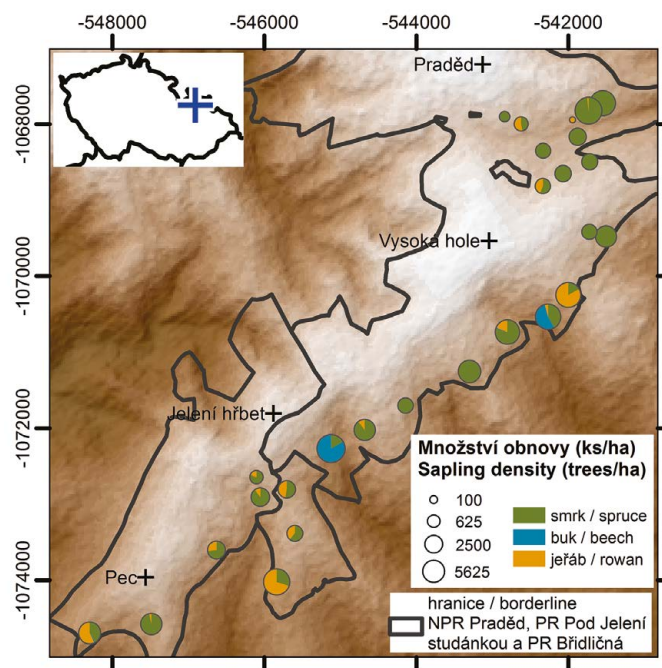 -548000 -546000 -544000 -542000
Praděd
-1068000
Vysoká hole
-1070000
Jelení hřbet
-1072000
Množství obnovy (ks/ha)
Sapling density (trees/ha)
100
625
2500
5625
smrk / spruce
buk / beech
jeřáb / rowan
-1074000
Pec
hranice / borderline
NPR Praděd, PR Pod Jelení
studánkou a PR Břidličná